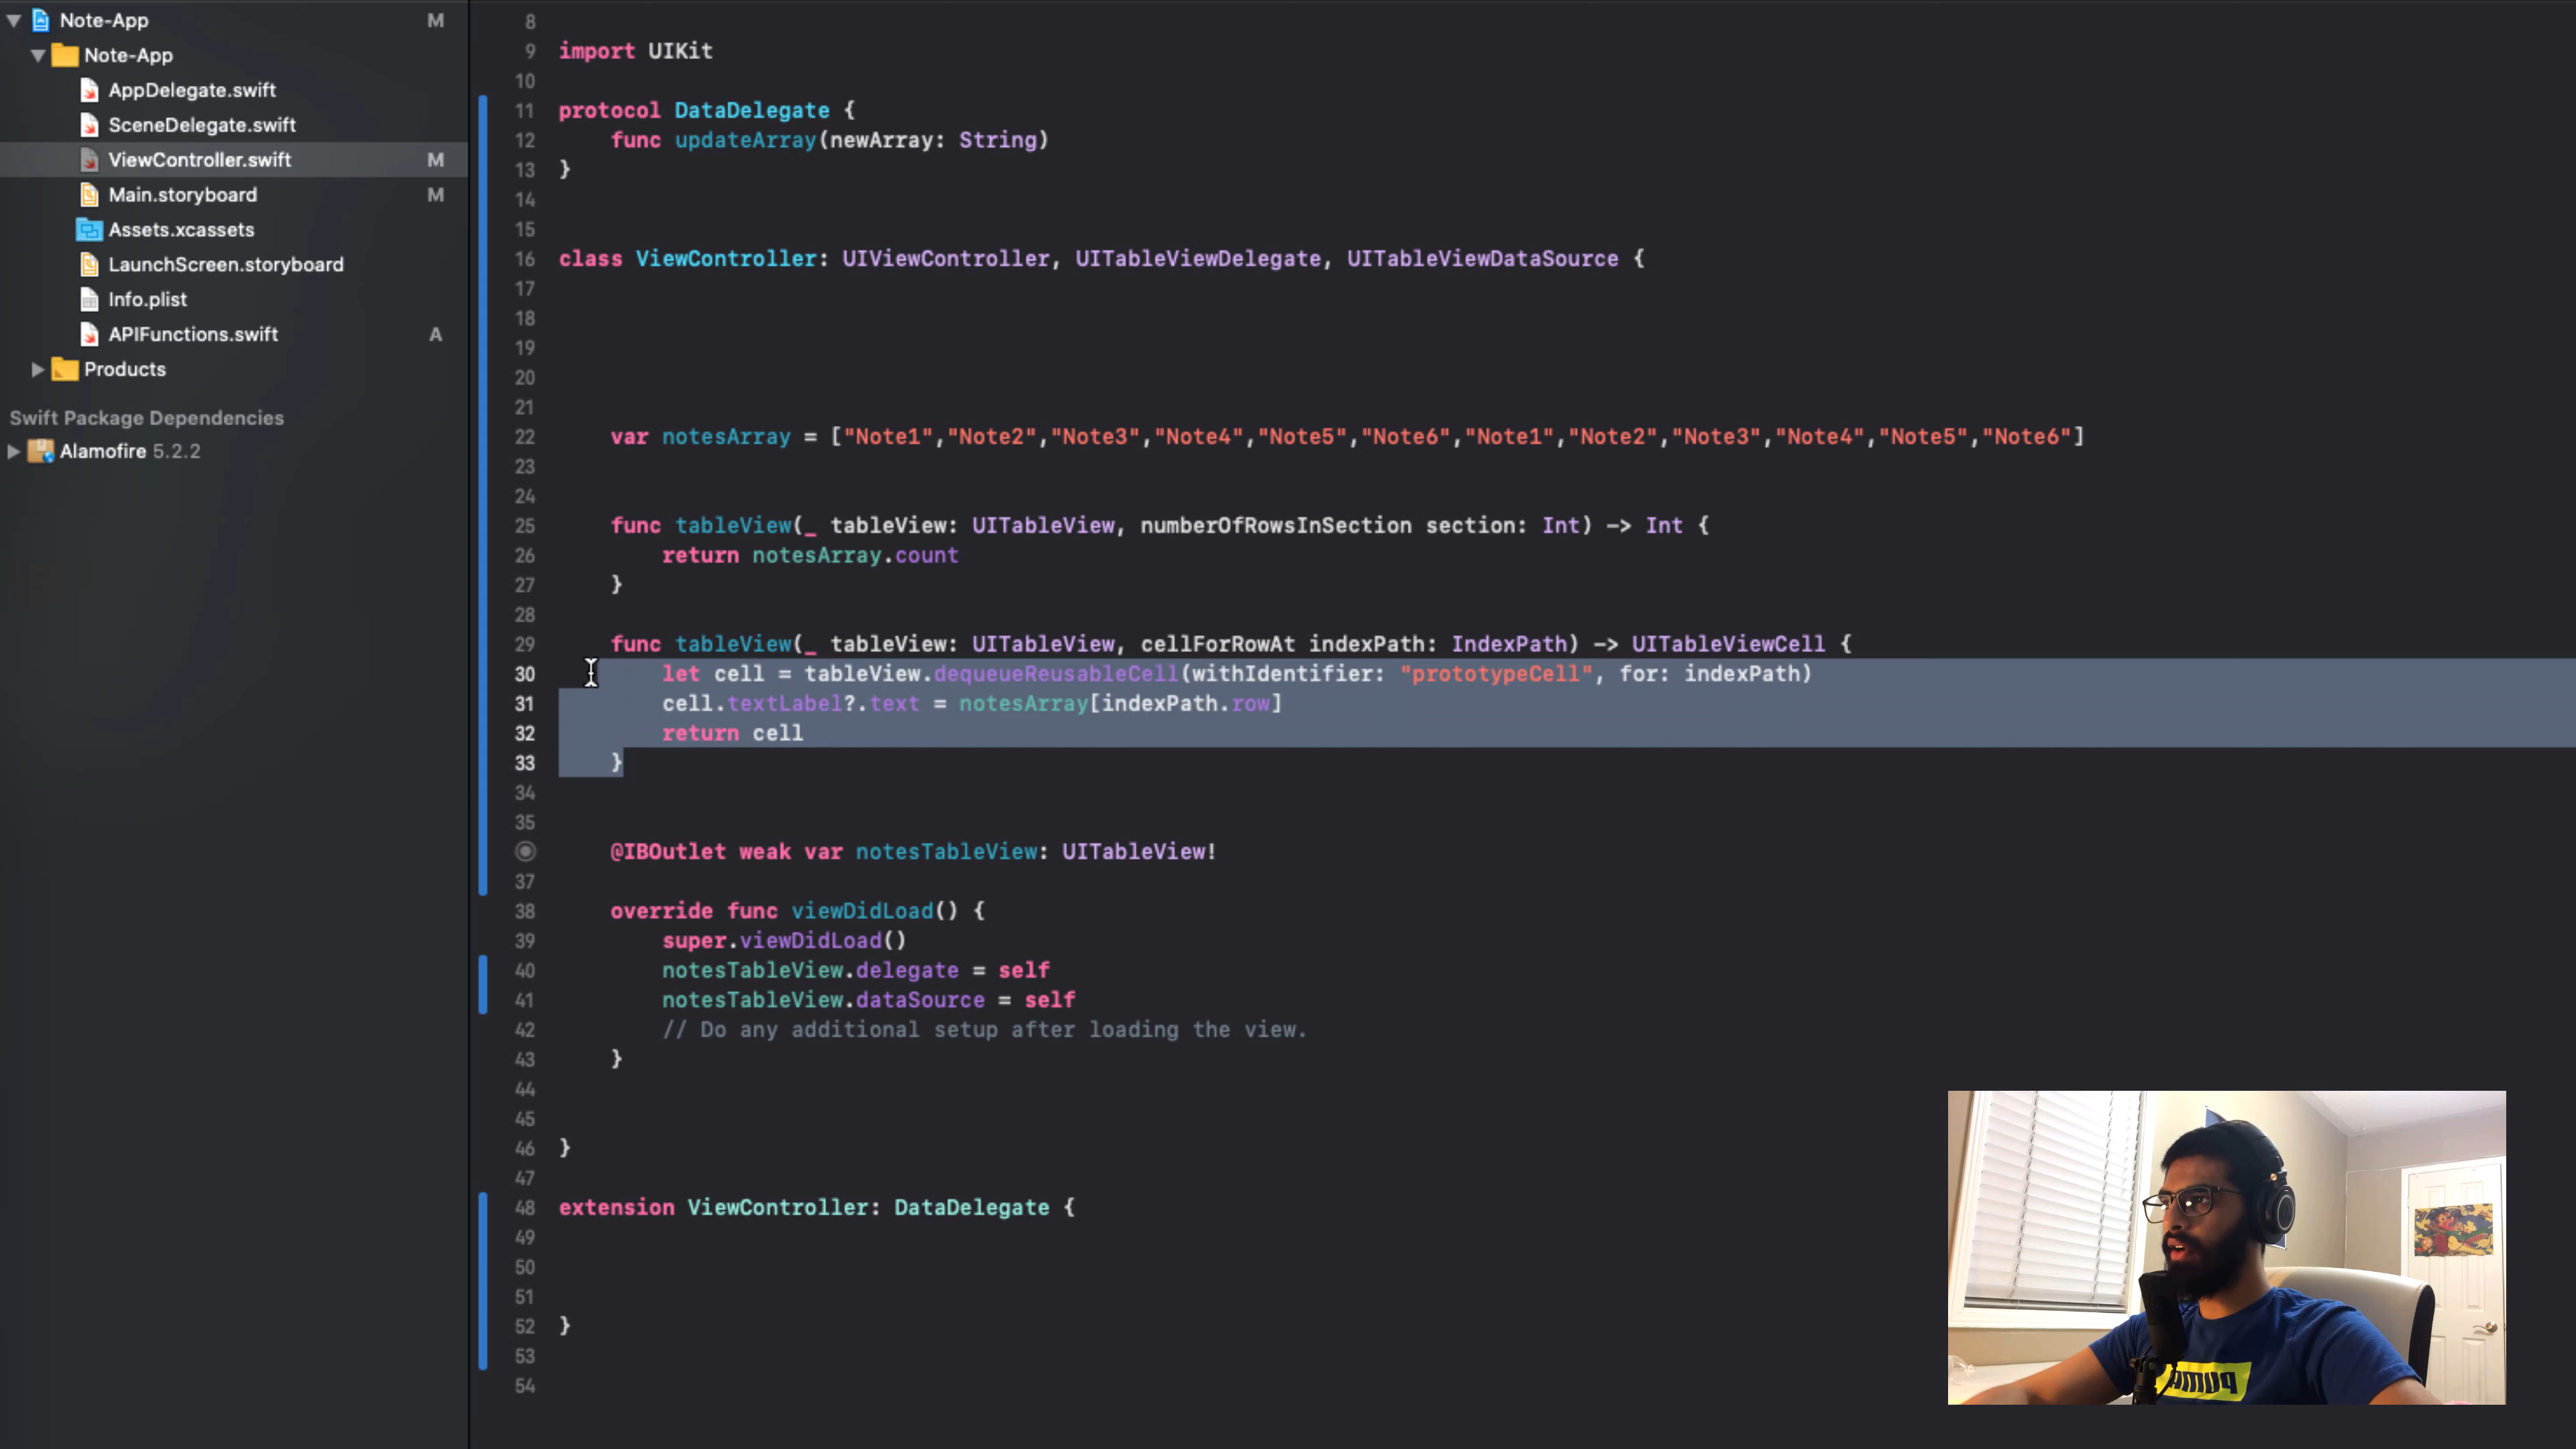 Note-App M
Note-App
AppDelegate.swift
SceneDelegate.swift
ViewController.swift M
Main.storyboard M
Assets.xcassets
LaunchScreen.storyboard
Info.plist
APIFunctions.swift A
Products
Swift Package Dependencies
Alamofire 5.2.2
8
9 import UIKit
10
11 protocol DataDelegate {
12 func updateArray(newArray: String)
13 }
14
15
16 class ViewController: UIViewController, UITableViewDelegate, UITableViewDataSource {
17
18
19
20
21
22 var notesArray = ["Note1","Note2","Note3","Note4","Note5","Note6","Note1","Note2","Note3","Note4","Note5","Note6"]
23
24
25 func tableView(_ tableView: UITableView, numberOfRowsInSection section: Int) -> Int {
26 return notesArray.count
27 }
28
29 func tableView(_ tableView: UITableView, cellForRowAt indexPath: IndexPath) -> UITableViewCell {
30 let cell = tableView.dequeueReusableCell(withIdentifier: "prototypeCell", for: indexPath)
31 cell.textLabel?.text = notesArray[indexPath.row]
32 return cell
33 }
34
35
@IBOutlet weak var notesTableView: UITableView!
37
38 override func viewDidLoad() {
39 super.viewDidLoad()
40 notesTableView.delegate = self
41 notesTableView.dataSource = self
42 // Do any additional setup after loading the view.
43 }
44
45
46 }
47
48 extension ViewController: DataDelegate {
49
50
51
52 }
53
54
puma